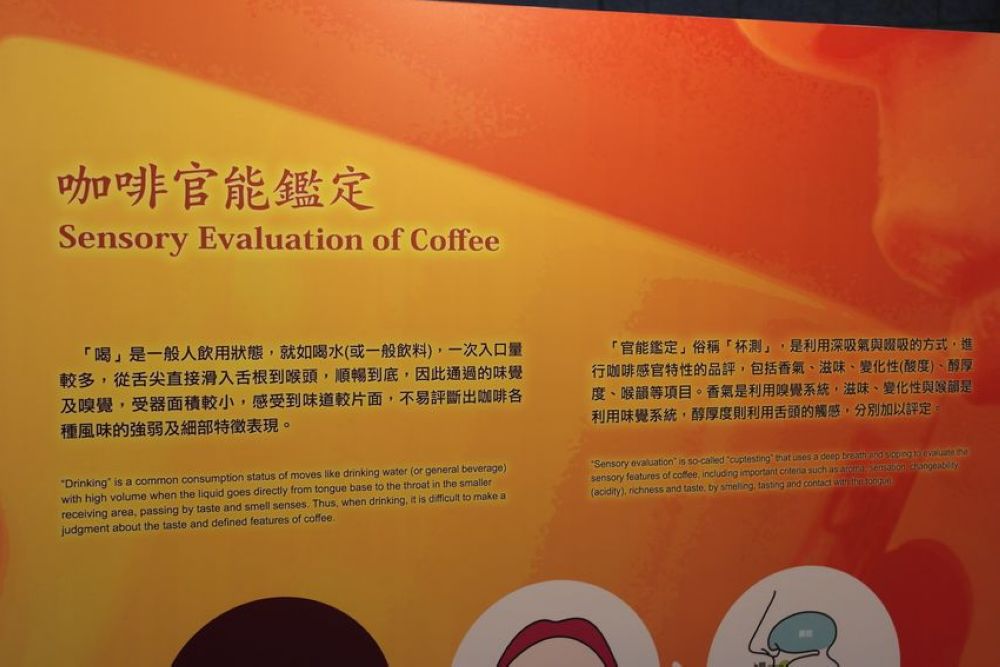 咖啡官能鑑定
Sensory Evaluation of Coffee
「喝」是一般人飲用狀態，就如喝水(或一般飲料)，一次入口量
較多，從舌尖直接滑入舌根到喉頭，順暢到底，因此通過的味覺
及嗅覺，受器面積較小，感受到味道較片面，不易評斷出咖啡各
種風味的強弱及細部特徵表現。
"Drinking" is a common consumption status of moves like drinking water (or general beverage)
with high volume when the liquid goes directly from tongue base to the throat in the smaller
receiving area, passing by taste and smell senses. Thus, when drinking, it is difficult to make a
judgment about the taste and defined features of coffee.
「官能鑑定」俗稱「杯測」，是利用深吸氣與啜吸的方式，進
行咖啡感官特性的品評，包括香氣、滋味、變化性(酸度)、醇厚
度、喉韻等項目。香氣是利用嗅覺系統，滋味、變化性與喉韻是
利用味覺系統，醇厚度則利用舌頭的觸感，分別加以評定。
"Sensory evaluation" is so-called "cuptesting" that uses a deep breath and sipping to evaluate the
sensory features of coffee, including important criteria such as aroma, sensation, changeability
(acidity), richness and taste, by smelling, tasting and contact with the tongue.